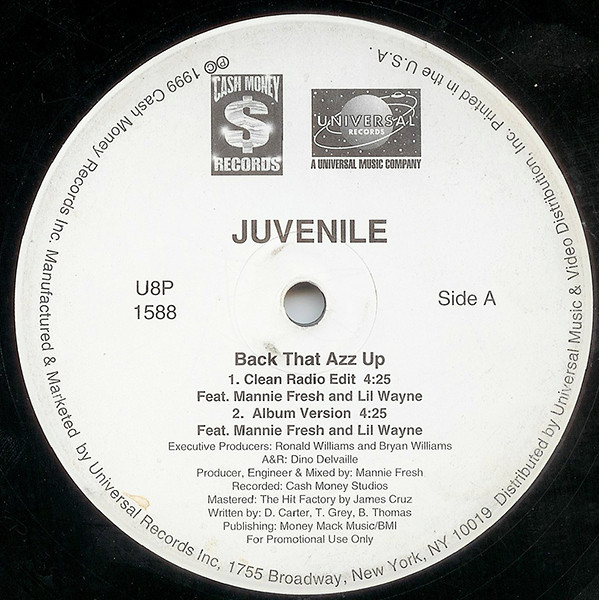 CASH MONEY
$
RECORDS
UNIVERSAL
RECORDS
A UNIVERSAL MUSIC COMPANY
JUVENILE
U8P
1588
Side A
Back That Azz Up
1. Clean Radio Edit 4:25
Feat. Mannie Fresh and Lil Wayne
2. Album Version 4:25
Feat. Mannie Fresh and Lil Wayne
Executive Producers: Ronald Williams and Bryan Williams
A&R: Dino Delvaille
Producer, Engineer & Mixed by: Mannie Fresh
Recorded: Cash Money Studios
Mastered: The Hit Factory by James Cruz
Written by: D. Carter, T. Grey, B. Thomas
Publishing: Money Mack Music/BMI
For Promotional Use Only
℗© 1999 Cash Money Records Inc. Manufactured & Marketed by Universal Records Inc, 1755 Broadway, New York, NY 10019 Distributed by Universal Music & Video Distribution, Inc. Printed in the U.S.A.